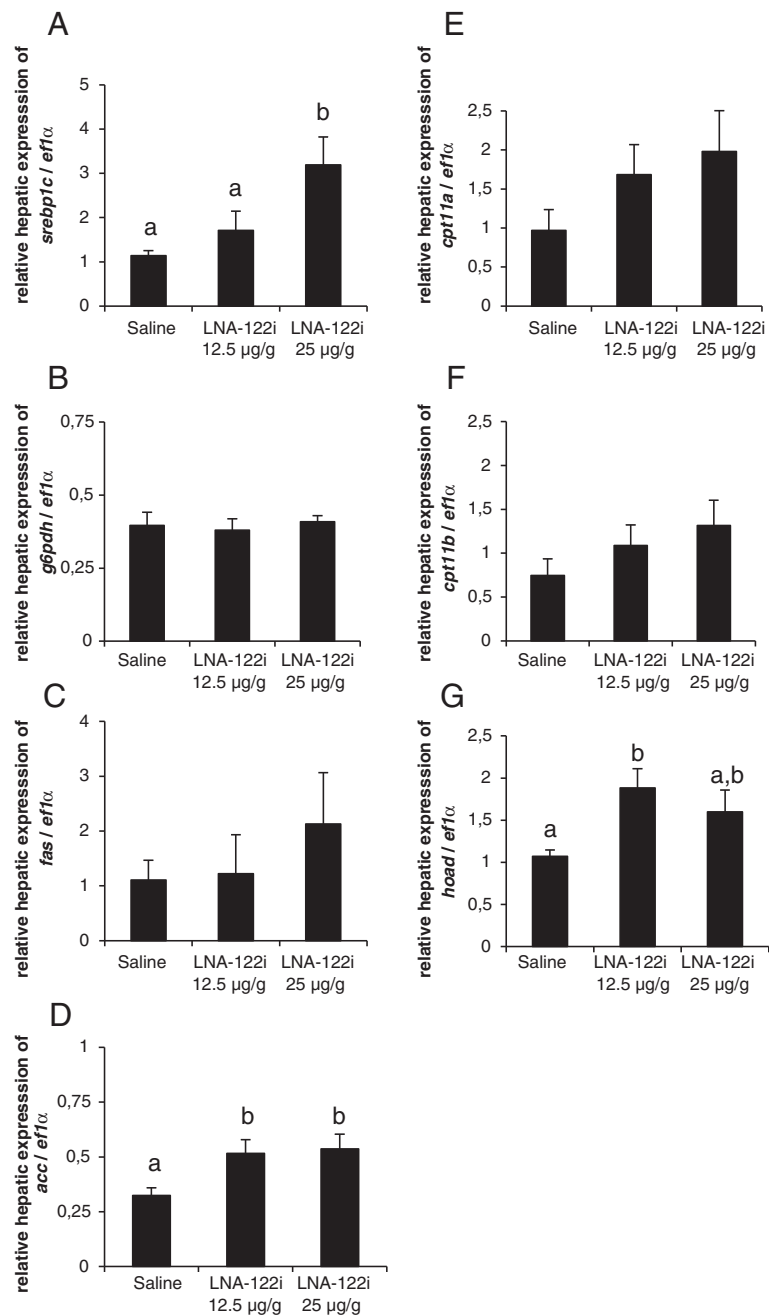 A
relative hepatic expresssion of
srebp1c / ef1α
5
4
3
2
1
0
a
a
b
Saline
LNA-122i
12.5 µg/g
LNA-122i
25 µg/g
B
relative hepatic expresssion of
g6pdh / ef1α
0,75
0,5
0,25
0
Saline
LNA-122i
12.5 µg/g
LNA-122i
25 µg/g
C
relative hepatic expresssion of
fas / ef1α
4
3
2
1
0
Saline
LNA-122i
12.5 µg/g
LNA-122i
25 µg/g
D
relative hepatic expresssion of
acc / ef1α
1
0,75
0,5
0,25
0
a
b
b
Saline
LNA-122i
12.5 µg/g
LNA-122i
25 µg/g
E
relative hepatic expresssion of
cpt11a / ef1α
2,5
2
1,5
1
0,5
0
Saline
LNA-122i
12.5 µg/g
LNA-122i
25 µg/g
F
relative hepatic expresssion of
cpt11b / ef1α
2,5
2
1,5
1
0,5
0
Saline
LNA-122i
12.5 µg/g
LNA-122i
25 µg/g
G
relative hepatic expresssion of
hoad / ef1α
2,5
2
1,5
1
0,5
0
a
b
a,b
Saline
LNA-122i
12.5 µg/g
LNA-122i
25 µg/g